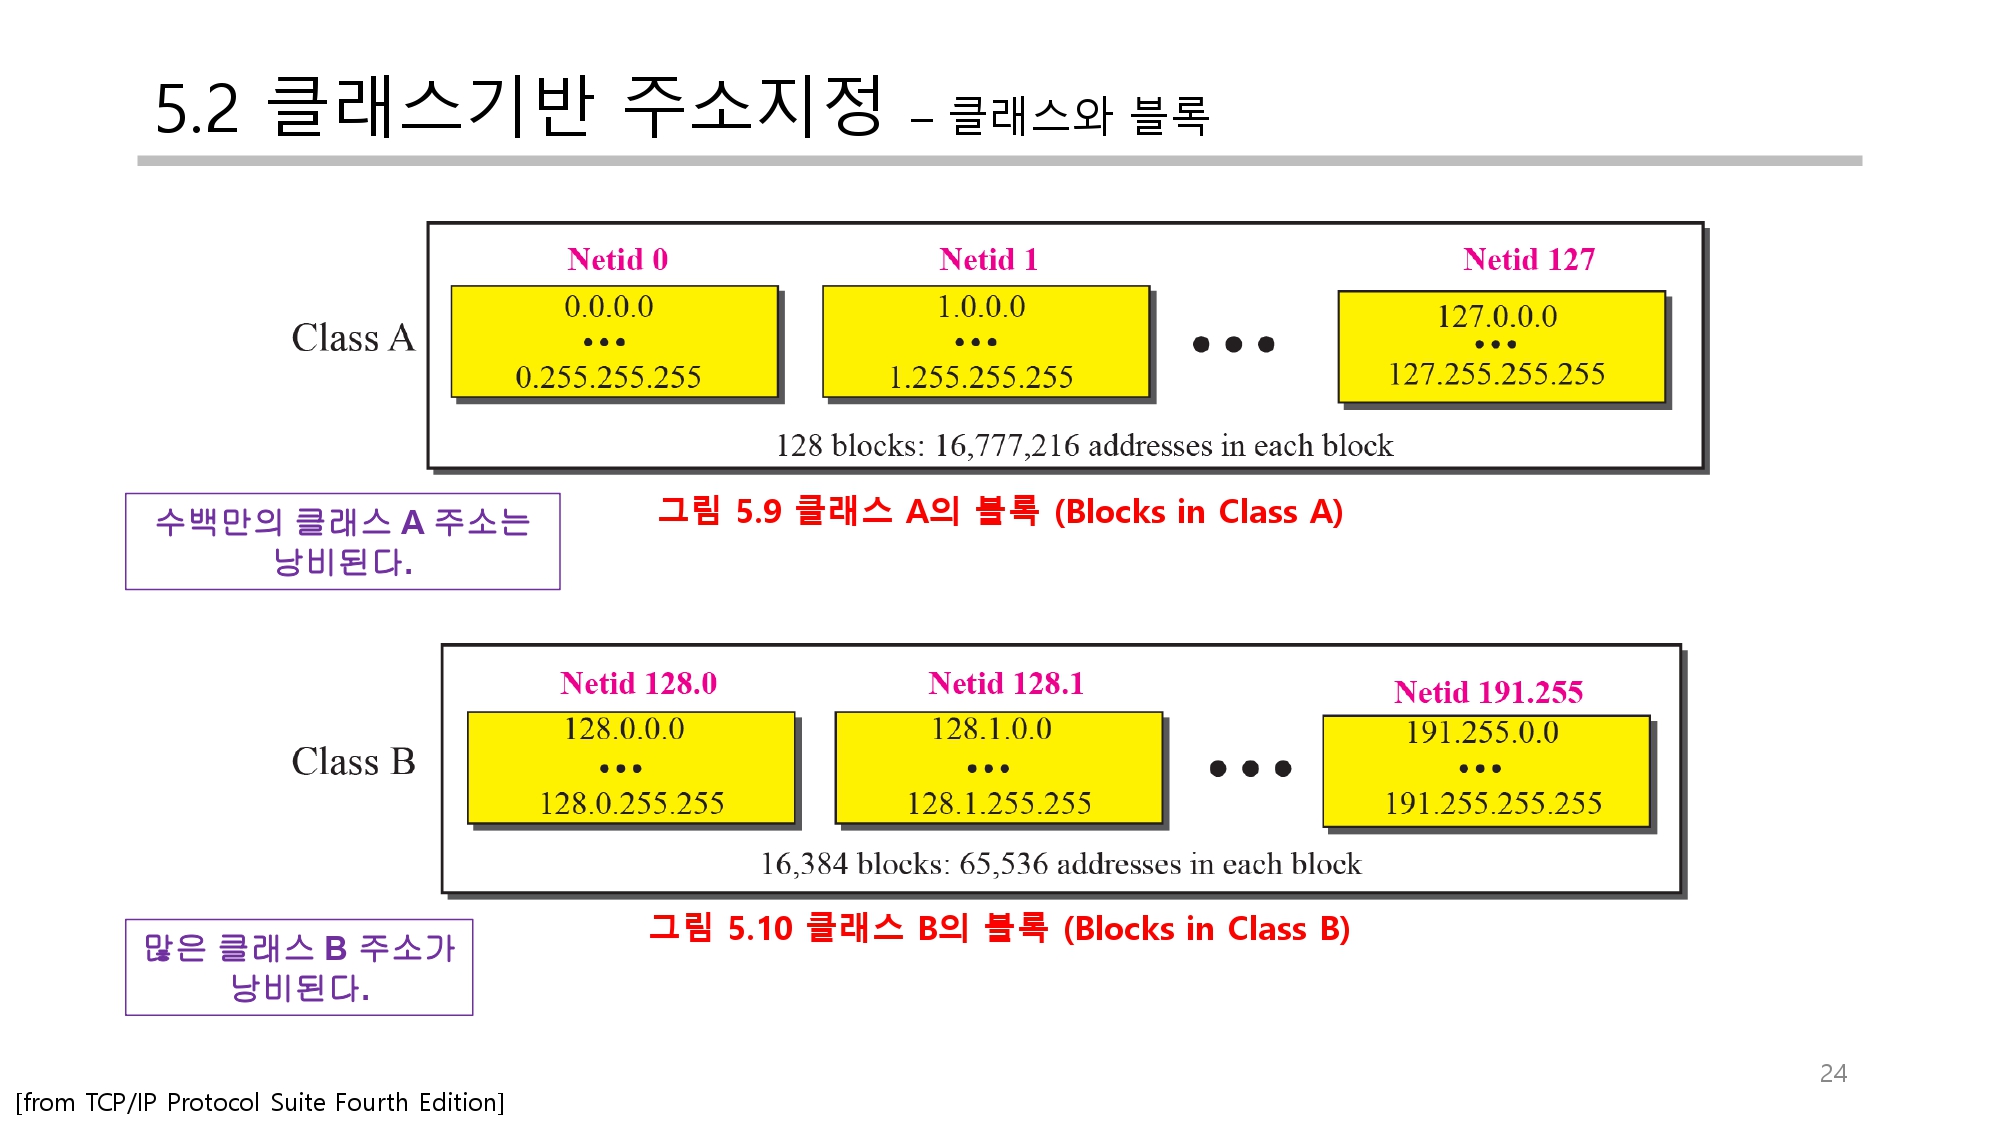 5.2 클래스기반 주소지정 – 클래스와 블록
Netid 0 Netid 1 Netid 127
0.0.0.0 1.0.0.0 127.0.0.0
Class A ••• ••• ••• •••
0.255.255.255 1.255.255.255 127.255.255.255
128 blocks: 16,777,216 addresses in each block
그림 5.9 클래스 A의 블록 (Blocks in Class A)
수백만의 클래스 A 주소는
낭비된다.
Netid 128.0 Netid 128.1 Netid 191.255
128.0.0.0 128.1.0.0 191.255.0.0
Class B ••• ••• ••• •••
128.0.255.255 128.1.255.255 191.255.255.255
16,384 blocks: 65,536 addresses in each block
그림 5.10 클래스 B의 블록 (Blocks in Class B)
많은 클래스 B 주소가
낭비된다.
24
[from TCP/IP Protocol Suite Fourth Edition]